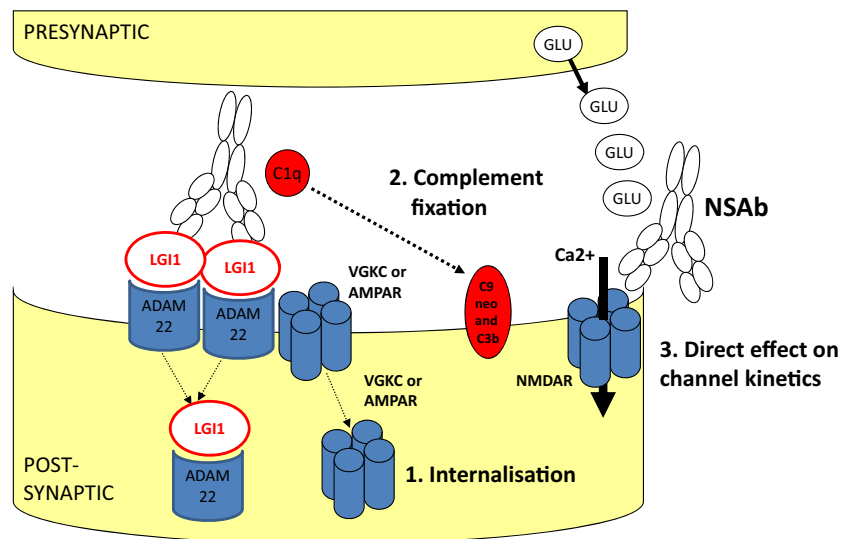 PRESYNAPTIC
GLU
GLU
GLU
GLU
C1q
2. Complement
fixation
NSAb
LGI1
LGI1
VGKC or
AMPAR
Ca2+
ADAM
22
ADAM
22
C9
neo
and
C3b
NMDAR
3. Direct effect on
channel kinetics
VGKC or
AMPAR
LGI1
ADAM
22
1. Internalisation
POST-
SYNAPTIC